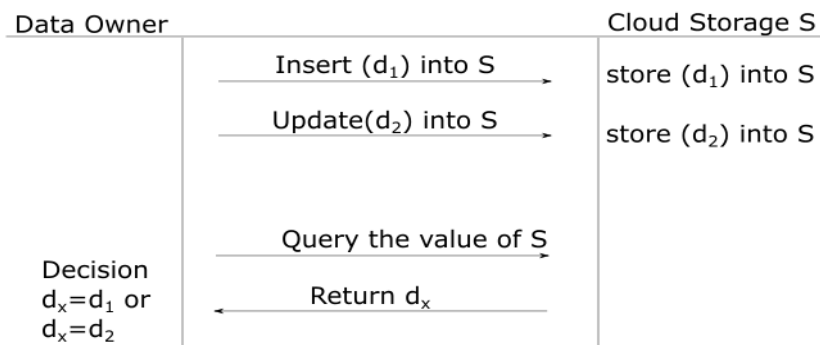 Data Owner
Cloud Storage S
Insert (d₁) into S
store (d₁) into S
Update(d₂) into S
store (d₂) into S
Query the value of S
Return dₓ
Decision
dₓ=d₁ or
dₓ=d₂